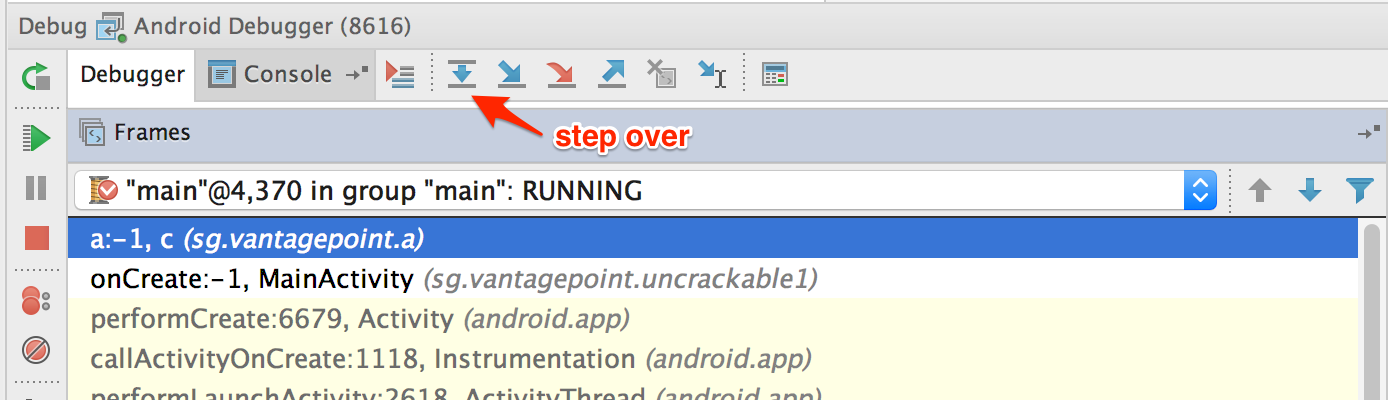 Debug Android Debugger (8616)
Debugger Console
step over
Frames
"main"@4,370 in group "main": RUNNING
a:-1, c (sg.vantagepoint.a)
onCreate:-1, MainActivity (sg.vantagepoint.uncrackable1)
performCreate:6679, Activity (android.app)
callActivityOnCreate:1118, Instrumentation (android.app)
performLaunchActivity:2618, ActivityThread (android.app)